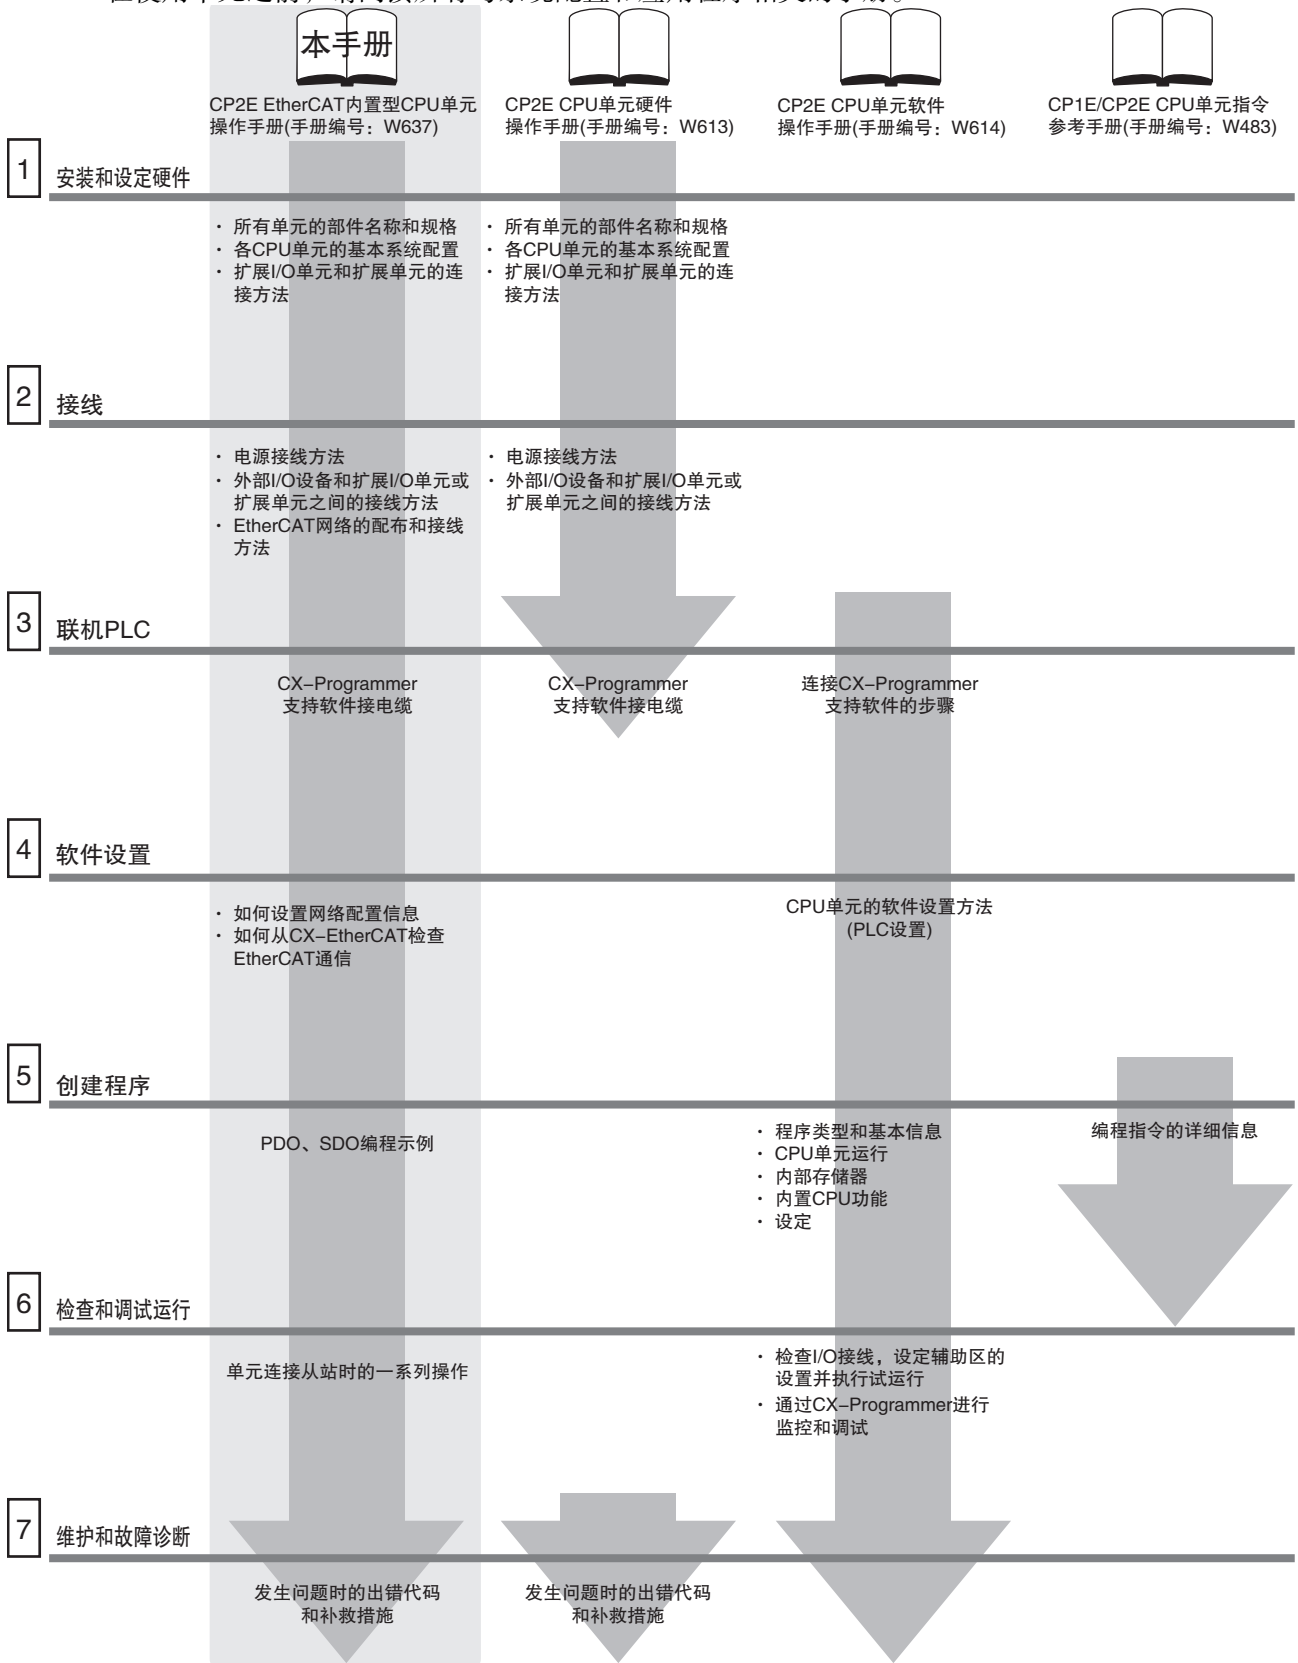 本手册
CP2E EtherCAT内置型CPU单元
操作手册(手册编号：W637)
CP2E CPU单元硬件
操作手册(手册编号：W613)
CP2E CPU单元软件
操作手册(手册编号：W614)
CP1E/CP2E CPU单元指令
参考手册(手册编号：W483)
1
安装和设定硬件
· 所有单元的部件名称和规格
· 各CPU单元的基本系统配置
· 扩展I/O单元和扩展单元的连
接方法
· 所有单元的部件名称和规格
· 各CPU单元的基本系统配置
· 扩展I/O单元和扩展单元的连
接方法
2
接线
· 电源接线方法
· 外部I/O设备和扩展I/O单元或
扩展单元之间的接线方法
· EtherCAT网络的配布和接线
方法
· 电源接线方法
· 外部I/O设备和扩展I/O单元或
扩展单元之间的接线方法
3
联机PLC
CX–Programmer
支持软件接电缆
CX–Programmer
支持软件接电缆
连接CX–Programmer
支持软件的步骤
4
软件设置
· 如何设置网络配置信息
· 如何从CX–EtherCAT检查
EtherCAT通信
CPU单元的软件设置方法
(PLC设置)
5
创建程序
PDO、SDO编程示例
· 程序类型和基本信息
· CPU单元运行
· 内部存储器
· 内置CPU功能
· 设定
编程指令的详细信息
6
检查和调试运行
单元连接从站时的一系列操作
· 检查I/O接线，设定辅助区的
设置并执行试运行
· 通过CX–Programmer进行
监控和调试
7
维护和故障诊断
发生问题时的出错代码
和补救措施
发生问题时的出错代码
和补救措施